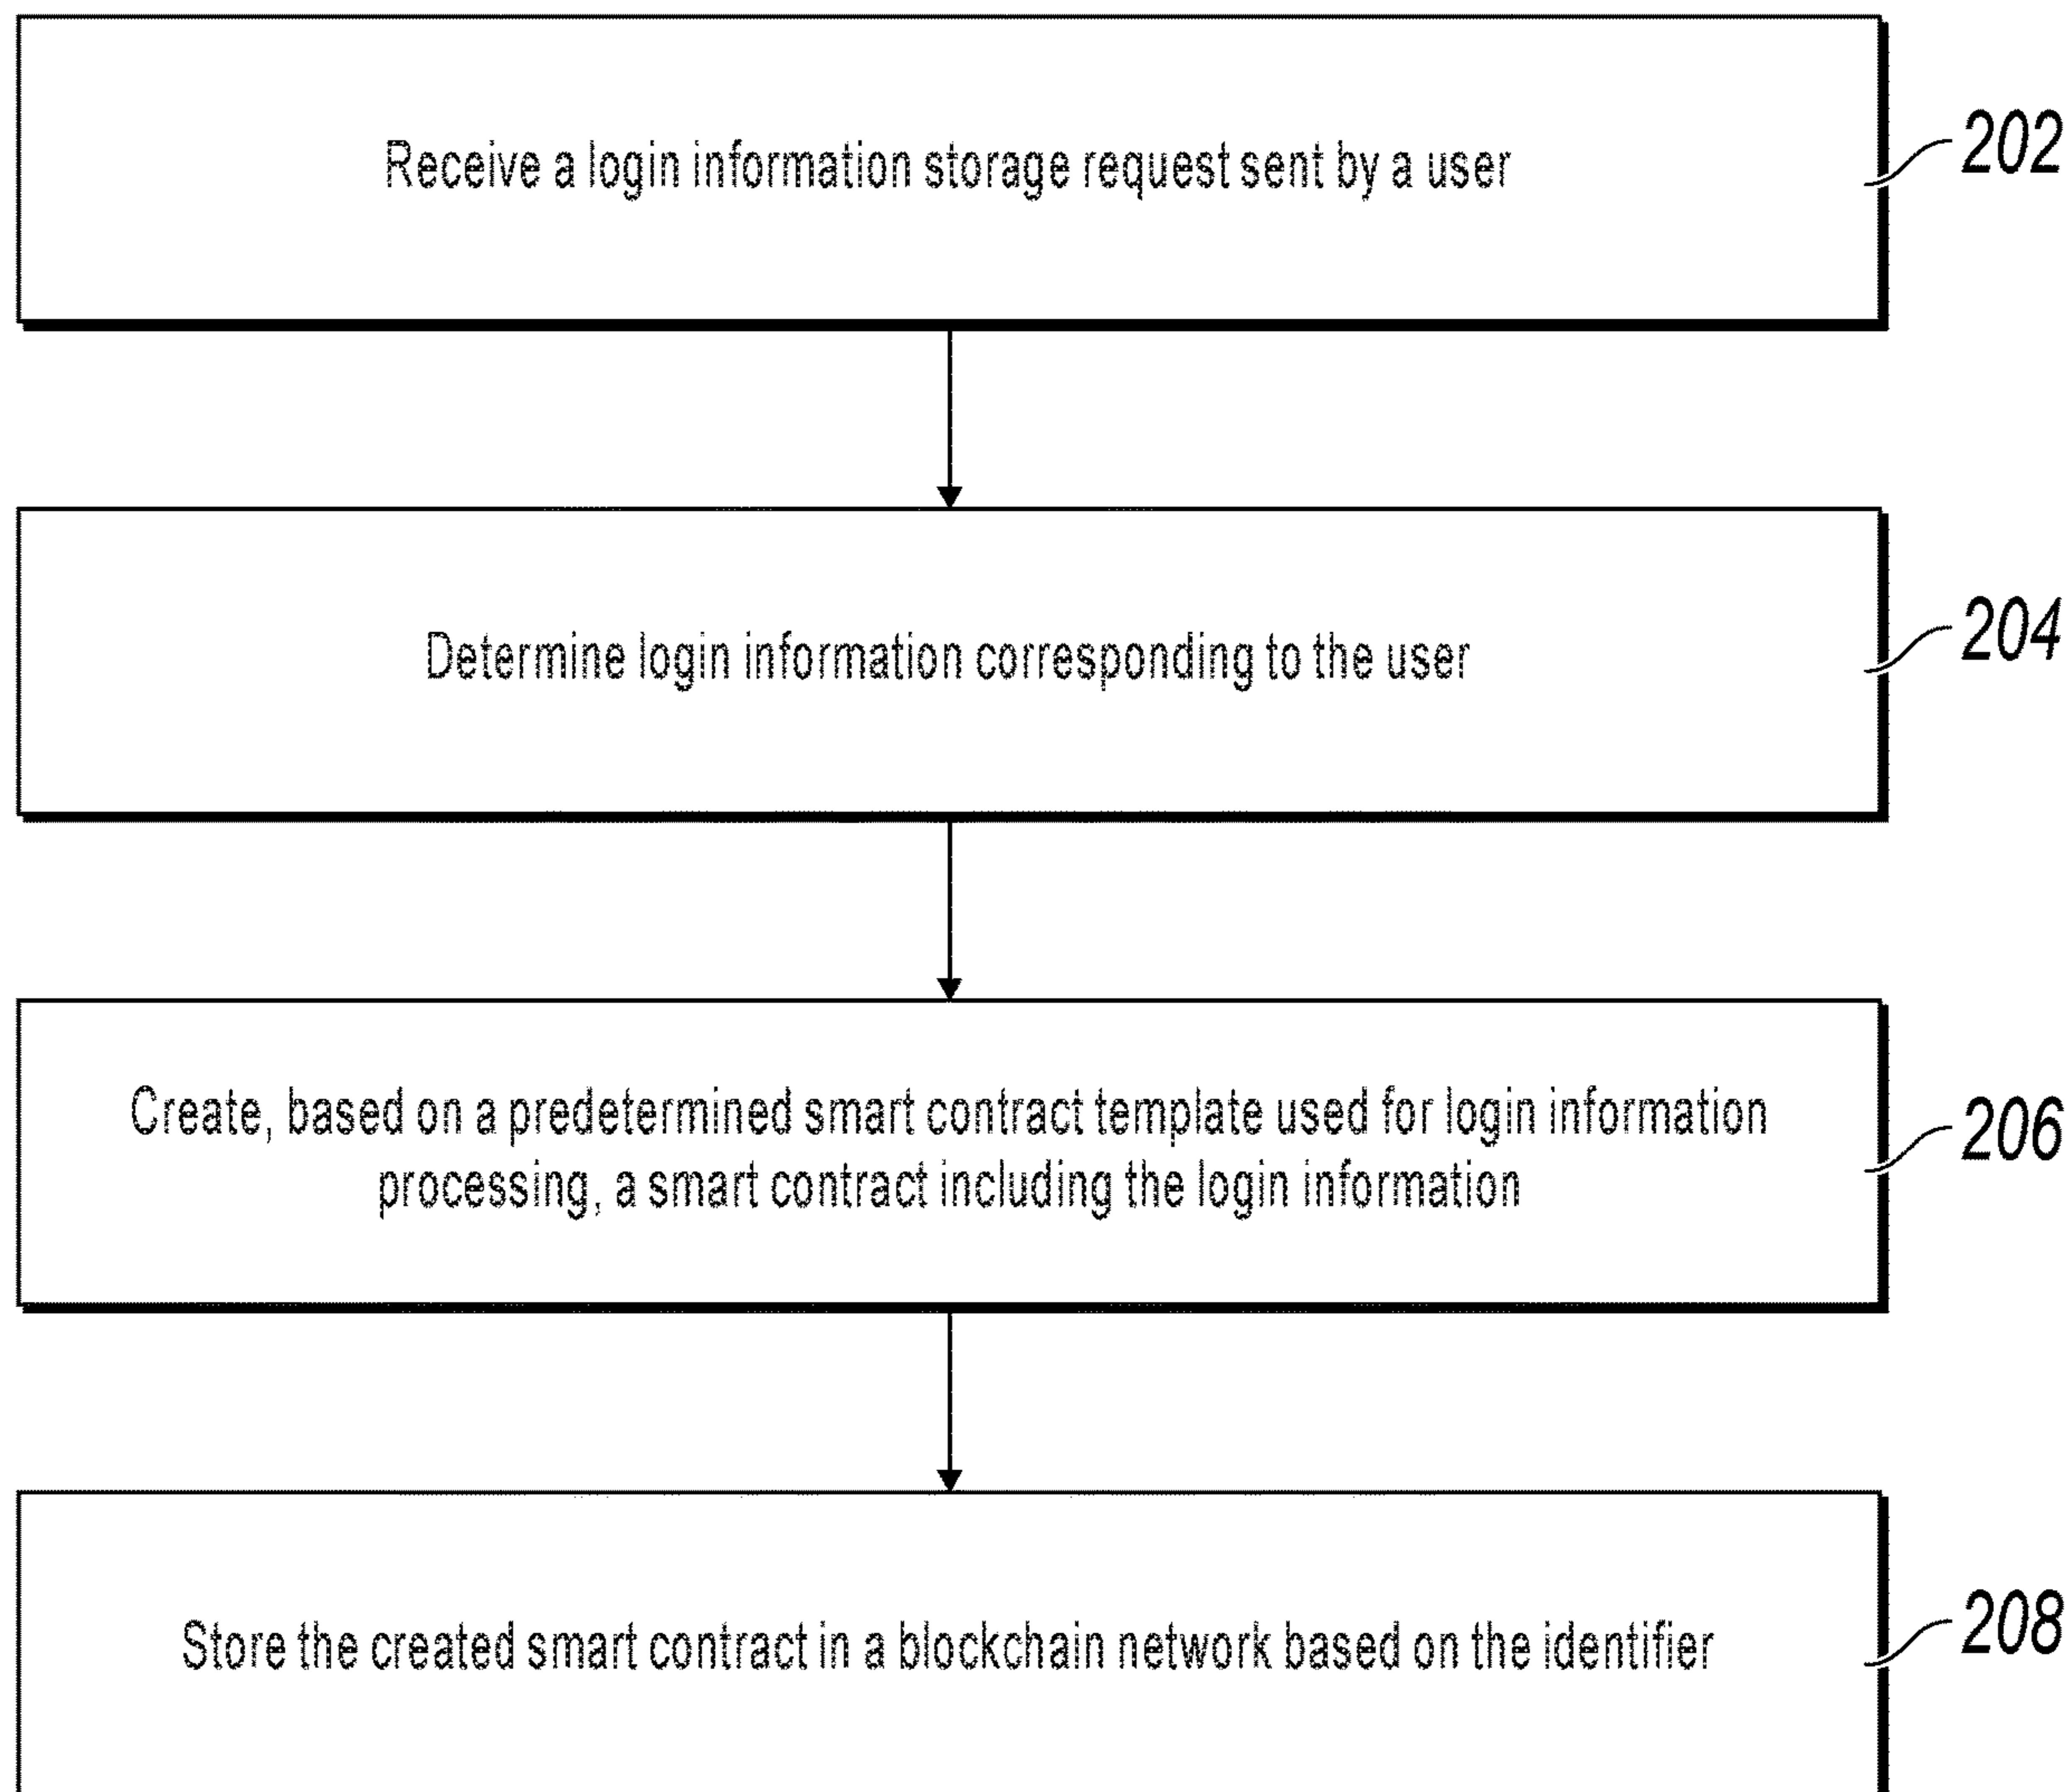 Receive a login information storage request sent by a user
202
Determine login information corresponding to the user
204
Create, based on a predetermined smart contract template used for login information
processing, a smart contract including the login information
206
Store the created smart contract in a blockchain network based on the identifier
208